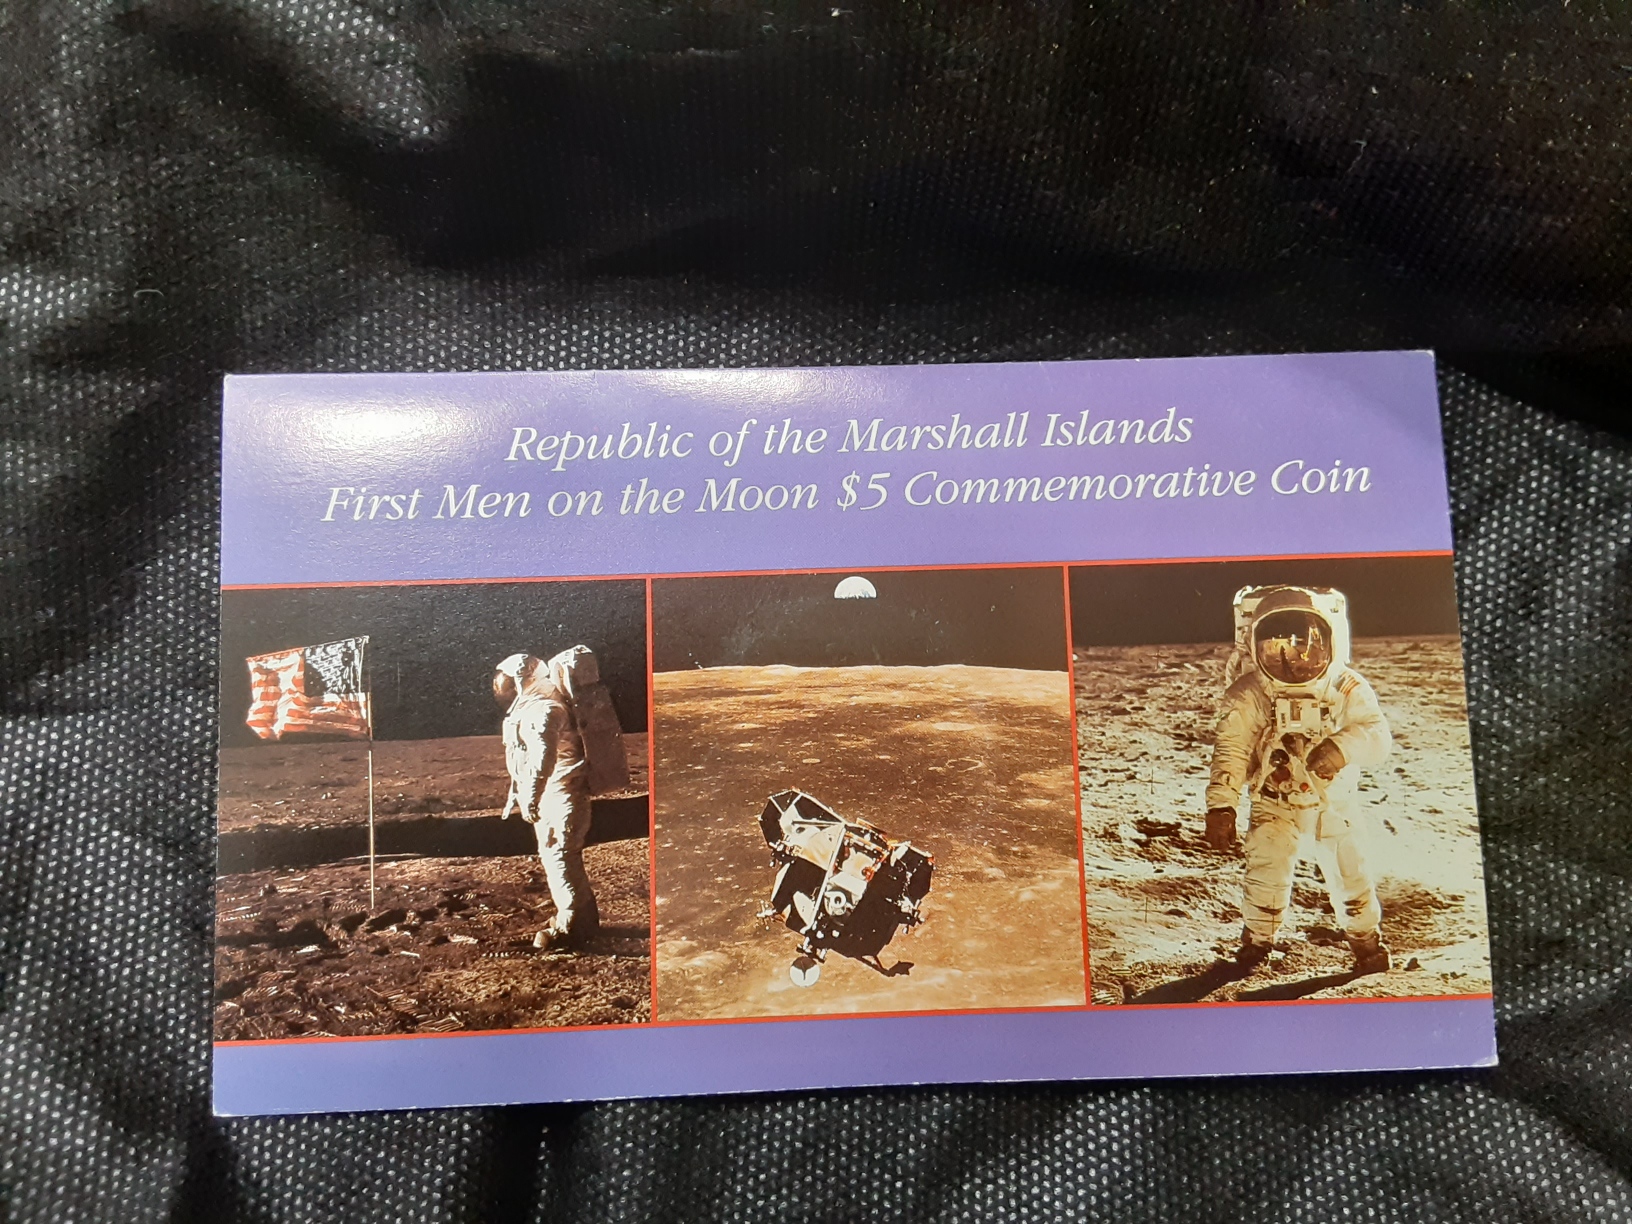 Republic of the Marshall Islands
First Men on the Moon $5 Commemorative Coin